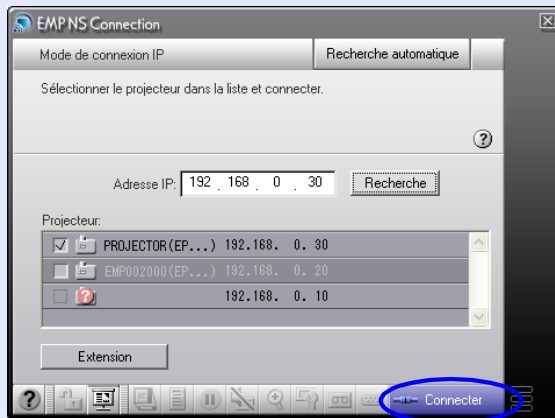 EMP NS Connection
Mode de connexion IP
Recherche automatique
Sélectionner le projecteur dans la liste et connecter.
?
Adresse IP: 192 . 168 . 0 . 30 Recherche
Projecteur:
PROJECTOR(EP...) 192.168. 0. 30
EMP002000(EP...) 192.168. 0. 20
? 192.168. 0. 10
Extension
? Connecter